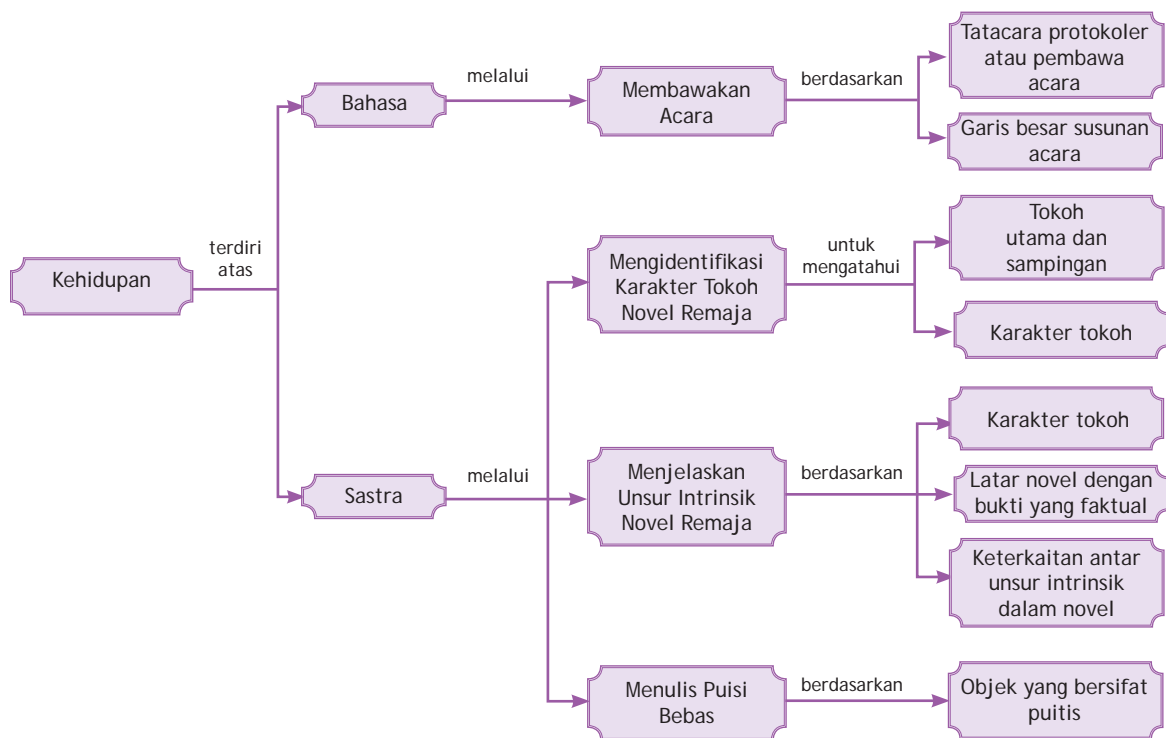 Kehidupan
terdiri
atas
Bahasa
melalui
Membawakan
Acara
berdasarkan
Tatacara protokoler
atau pembawa
acara
Garis besar susunan
acara
Sastra
melalui
Mengidentifikasi
Karakter Tokoh
Novel Remaja
untuk
mengatahui
Tokoh
utama dan
sampingan
Karakter tokoh
Menjelaskan
Unsur Intrinsik
Novel Remaja
berdasarkan
Karakter tokoh
Latar novel dengan
bukti yang faktual
Keterkaitan antar
unsur intrinsik
dalam novel
Menulis Puisi
Bebas
berdasarkan
Objek yang bersifat
puitis